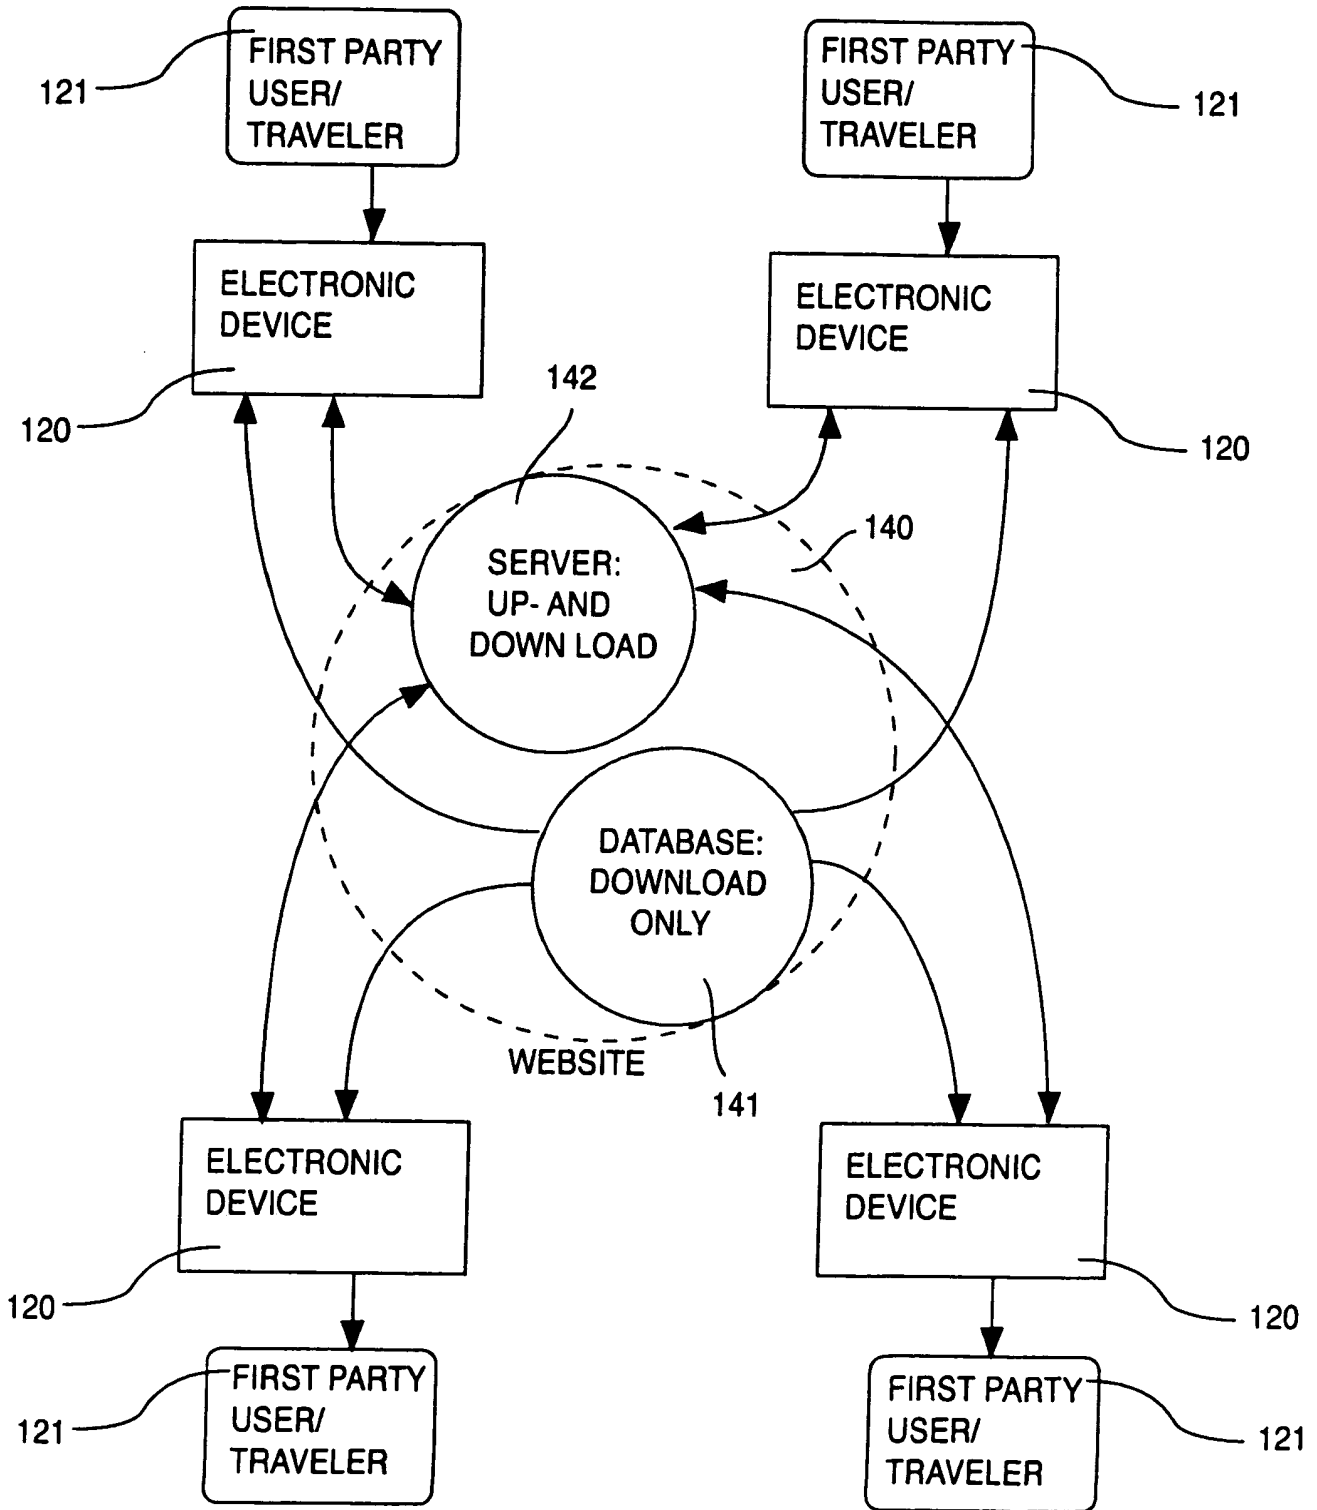 FIRST PARTY
USER/
TRAVELER
121
FIRST PARTY
USER/
TRAVELER
121
ELECTRONIC
DEVICE
120
ELECTRONIC
DEVICE
120
142
140
SERVER:
UP- AND
DOWN LOAD
DATABASE:
DOWNLOAD
ONLY
WEBSITE
141
ELECTRONIC
DEVICE
120
ELECTRONIC
DEVICE
120
FIRST PARTY
USER/
TRAVELER
121
FIRST PARTY
USER/
TRAVELER
121